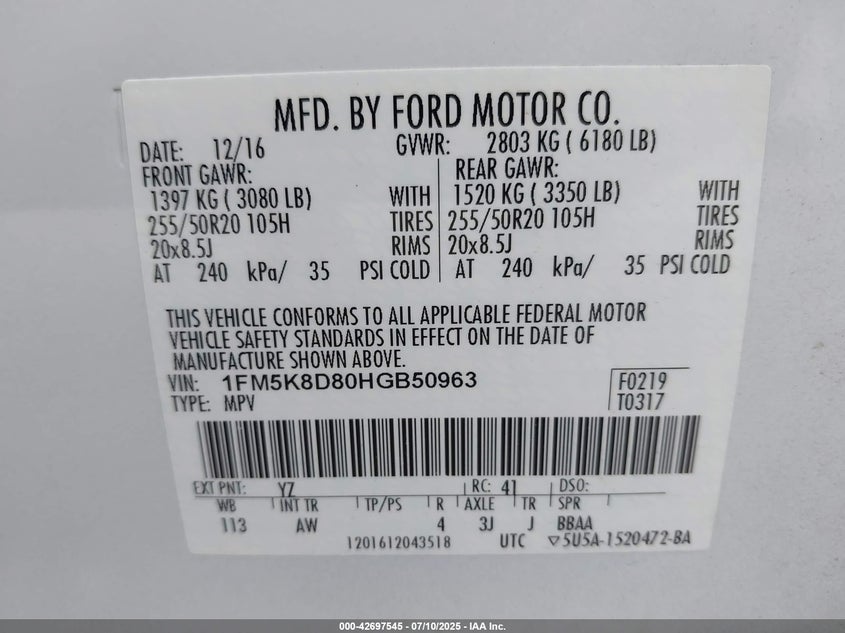 MFD. BY FORD MOTOR CO.
DATE: 12/16 GVWR: 2803 KG ( 6180 LB)
FRONT GAWR: REAR GAWR:
1397 KG ( 3080 LB) WITH 1520 KG ( 3350 LB) WITH
255/50R20 105H TIRES 255/50R20 105H TIRES
20x8.5J RIMS 20x8.5J RIMS
AT 240 kPa/ 35 PSI COLD AT 240 kPa/ 35 PSI COLD
THIS VEHICLE CONFORMS TO ALL APPLICABLE FEDERAL MOTOR
VEHICLE SAFETY STANDARDS IN EFFECT ON THE DATE OF
MANUFACTURE SHOWN ABOVE.
VIN: 1FM5K8D80HGB50963 F0219
TYPE: MPV T0317
EXT PNT: YZ RC: 41 DSO:
WB INT TR TP/PS R AXLE TR SPR
113 AW 4 3J J BBAA
1201612043518 UTC ▽5U5A-1520472-BA
000-42697545 - 07/10/2025 - IAA Inc.